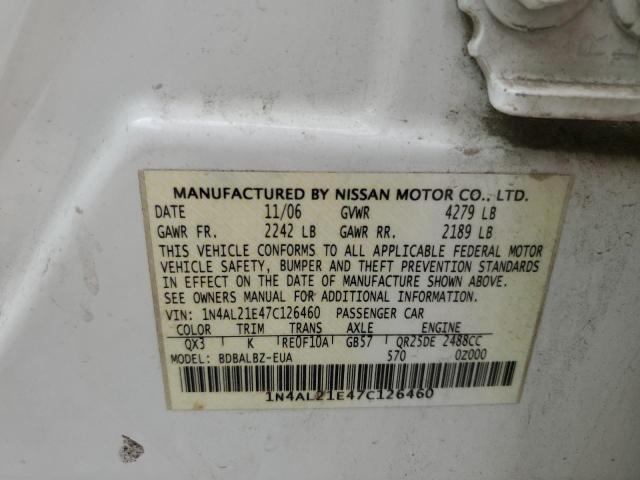 MANUFACTURED BY NISSAN MOTOR CO., LTD.
DATE 11/06 GVWR 4279 LB
GAWR FR. 2242 LB GAWR RR. 2189 LB
THIS VEHICLE CONFORMS TO ALL APPLICABLE FEDERAL MOTOR
VEHICLE SAFETY, BUMPER AND THEFT PREVENTION STANDARDS
IN EFFECT ON THE DATE OF MANUFACTURE SHOWN ABOVE.
SEE OWNERS MANUAL FOR ADDITIONAL INFORMATION.
VIN: 1N4AL21E47C126460 PASSENGER CAR
COLOR TRIM TRANS AXLE ENGINE
QX3 K RE0F10A GB57 QR25DE 2488CC
MODEL: BDBALBZ-EUA 570 0Z000
1N4AL21E47C126460